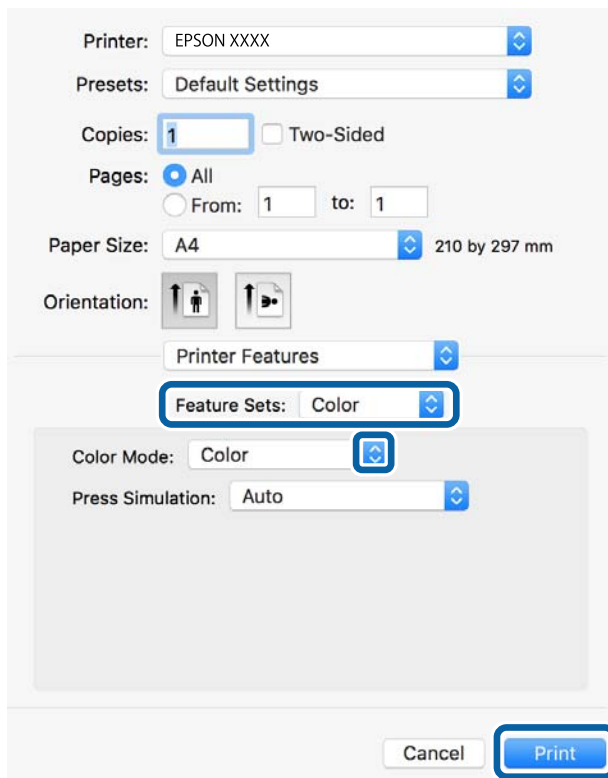 Printer: EPSON XXXX
Presets: Default Settings
Copies: 1 Two-Sided
Pages: All
From: 1 to: 1
Paper Size: A4 210 by 297 mm
Orientation:
Printer Features
Feature Sets: Color
Color Mode: Color
Press Simulation: Auto
Cancel Print